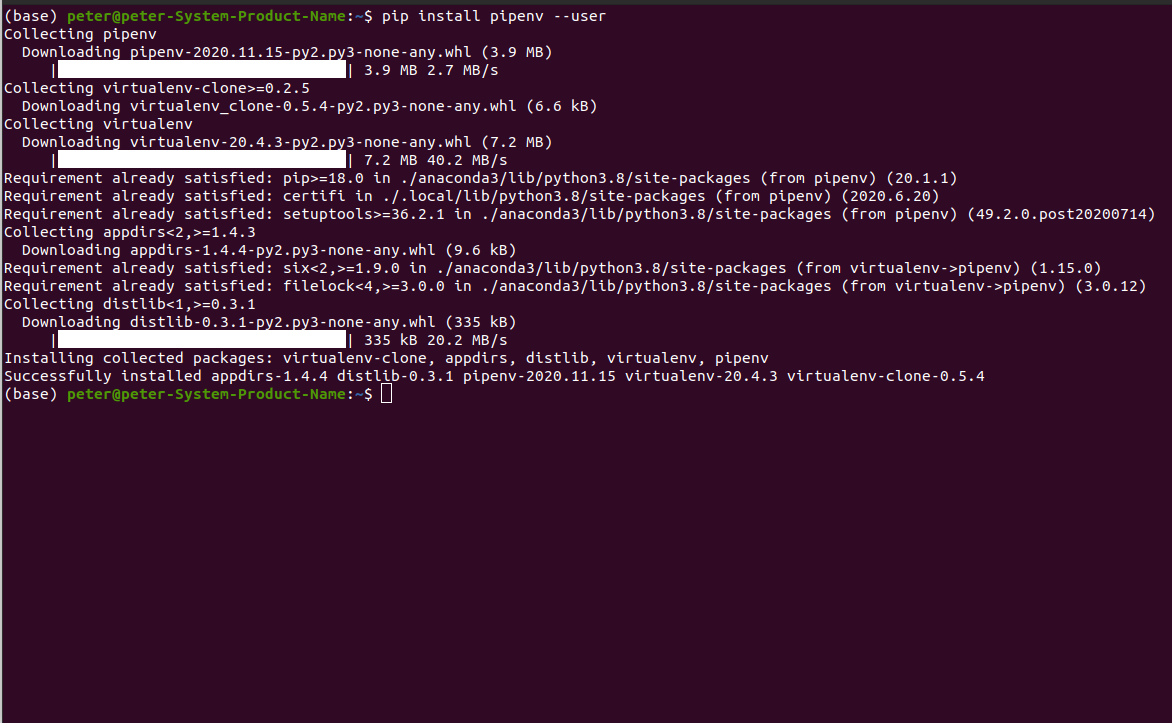 (base) peter@peter-System-Product-Name:~$ pip install pipenv --user
Collecting pipenv
  Downloading pipenv-2020.11.15-py2.py3-none-any.whl (3.9 MB)
     |                                | 3.9 MB 2.7 MB/s
Collecting virtualenv-clone>=0.2.5
  Downloading virtualenv_clone-0.5.4-py2.py3-none-any.whl (6.6 kB)
Collecting virtualenv
  Downloading virtualenv-20.4.3-py2.py3-none-any.whl (7.2 MB)
     |                                | 7.2 MB 40.2 MB/s
Requirement already satisfied: pip>=18.0 in ./anaconda3/lib/python3.8/site-packages (from pipenv) (20.1.1)
Requirement already satisfied: certifi in ./.local/lib/python3.8/site-packages (from pipenv) (2020.6.20)
Requirement already satisfied: setuptools>=36.2.1 in ./anaconda3/lib/python3.8/site-packages (from pipenv) (49.2.0.post20200714)
Collecting appdirs<2,>=1.4.3
  Downloading appdirs-1.4.4-py2.py3-none-any.whl (9.6 kB)
Requirement already satisfied: six<2,>=1.9.0 in ./anaconda3/lib/python3.8/site-packages (from virtualenv->pipenv) (1.15.0)
Requirement already satisfied: filelock<4,>=3.0.0 in ./anaconda3/lib/python3.8/site-packages (from virtualenv->pipenv) (3.0.12)
Collecting distlib<1,>=0.3.1
  Downloading distlib-0.3.1-py2.py3-none-any.whl (335 kB)
     |                                | 335 kB 20.2 MB/s
Installing collected packages: virtualenv-clone, appdirs, distlib, virtualenv, pipenv
Successfully installed appdirs-1.4.4 distlib-0.3.1 pipenv-2020.11.15 virtualenv-20.4.3 virtualenv-clone-0.5.4
(base) peter@peter-System-Product-Name:~$